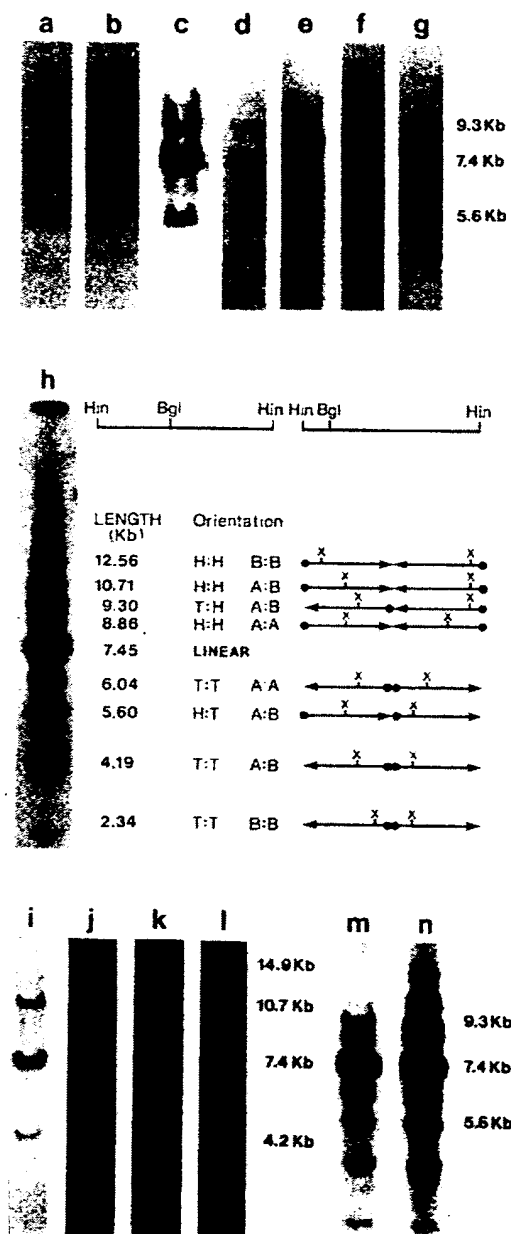 a b c d e f g
9.3 Kb
7.4 Kb
5.6 Kb
h
Hin Bgl Hin Hin Bgl Hin
LENGTH Orientation
(Kb)
12.56 H:H B:B
x x
10.71 H:H A:B
x x
9.30 T:H A:B
x x
8.86 H:H A:A
x x
7.45 LINEAR
6.04 T:T A:A
x x
5.60 H:T A:B
x x
4.19 T:T A:B
x x
2.34 T:T B:B
x x
i j k l m n
14.9 Kb
10.7 Kb
7.4 Kb
4.2 Kb
9.3 Kb
7.4 Kb
5.6 Kb